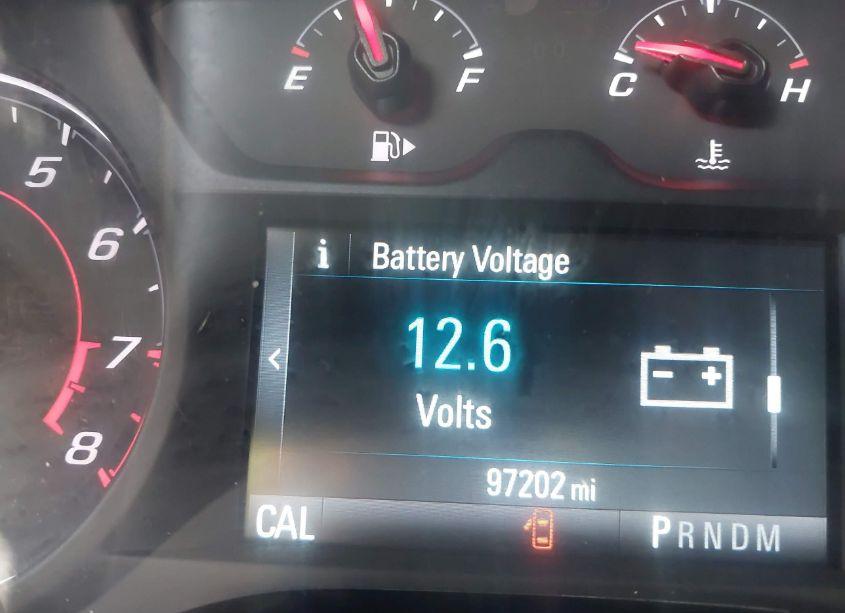 E F
C H
5
6
7
8
i Battery Voltage
12.6
Volts
- +
97202 mi
CAL PRNDM